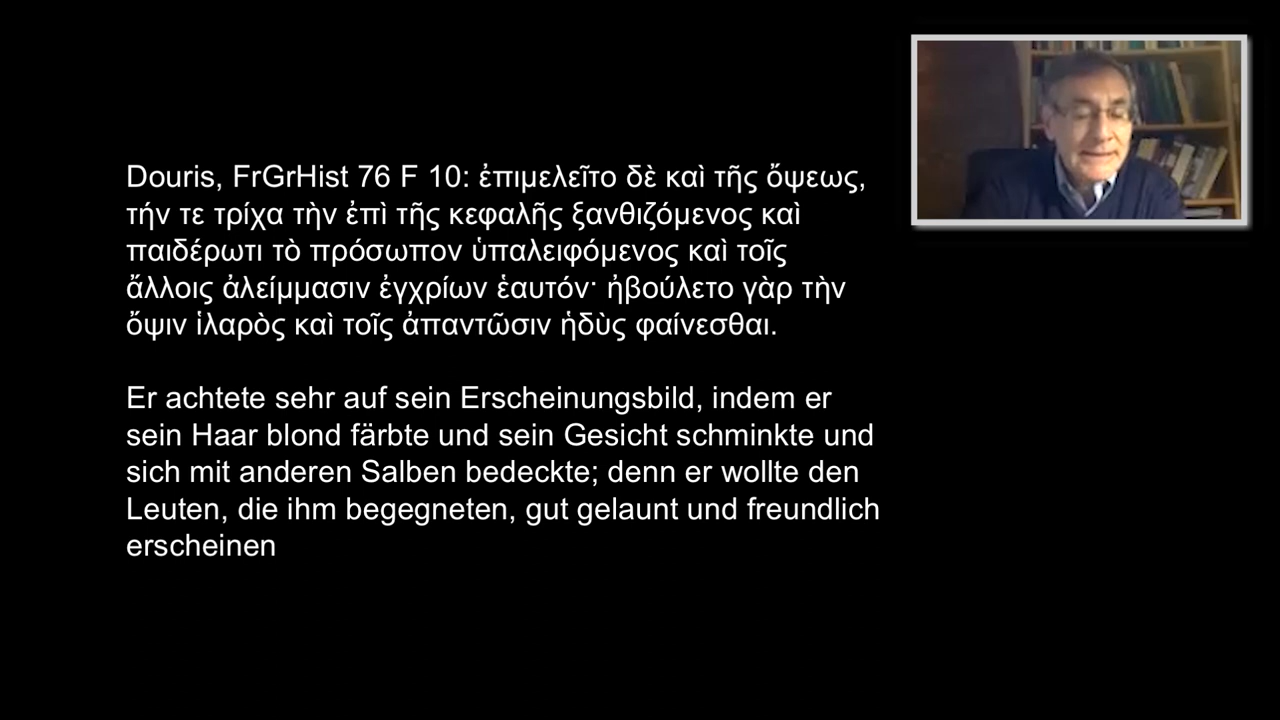 Douris, FrGrHist 76 F 10: ἐπιμελεῖτο δὲ καὶ τῆς ὄψεως,
τήν τε τρίχα τὴν ἐπὶ τῆς κεφαλῆς ξανθιζόμενος καὶ
παιδέρωτι τὸ πρόσωπον ὑπαλειφόμενος καὶ τοῖς
ἄλλοις ἀλείμμασιν ἐγχρίων ἑαυτόν· ἠβούλετο γὰρ τὴν
ὄψιν ἱλαρὸς καὶ τοῖς ἀπαντῶσιν ἡδὺς φαίνεσθαι.
Er achtete sehr auf sein Erscheinungsbild, indem er
sein Haar blond färbte und sein Gesicht schminkte und
sich mit anderen Salben bedeckte; denn er wollte den
Leuten, die ihm begegneten, gut gelaunt und freundlich
erscheinen